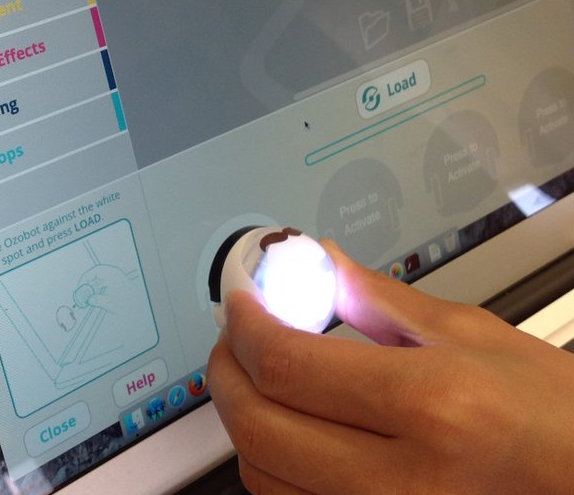 ent
Effects
ng
ops
Load
Press to
Activate
Press to
Activate
Press to
Activate
Ozobot against the white
spot and press LOAD.
Help
Close